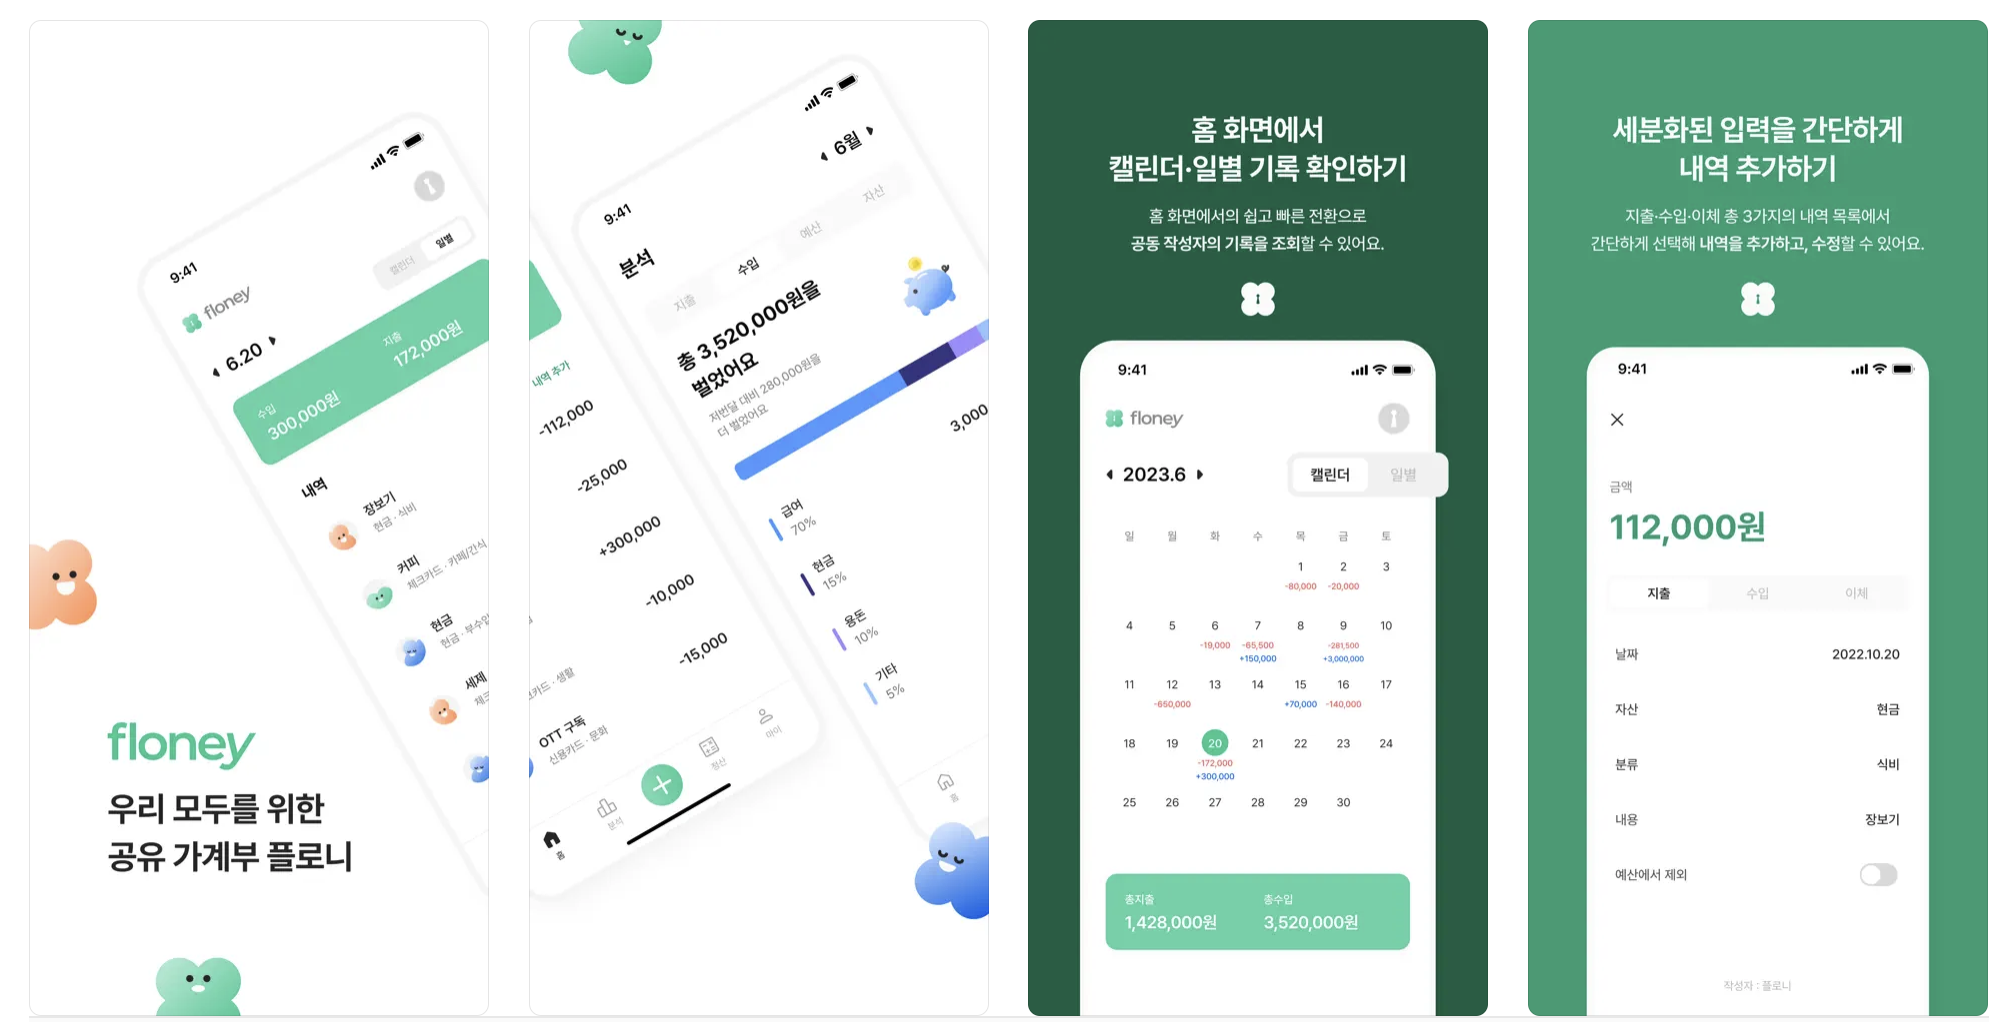 9:41
floney
캘린더
일별
6.20
수입
300,000원
지출
172,000원
내역
장보기
현금 · 식비
커피
체크카드 · 카페/간식
현금
현금 · 부수입
세제
체크
floney
우리 모두를 위한
공유 가계부 플로니
내역 추가
-112,000
-25,000
+300,000
-10,000
-15,000
크카드 · 생활
OTT 구독
신용카드 · 문화
홈
분석
정산
마이
9:41
6월
분석
지출
수입
예산
자산
총 3,520,000원을
벌었어요
저번달 대비 280,000원을
더 벌었어요
3,000
급여
70%
현금
15%
용돈
10%
기타
5%
홈
홈 화면에서
캘린더·일별 기록 확인하기
홈 화면에서의 쉽고 빠른 전환으로
공동 작성자의 기록을 조회할 수 있어요.
9:41
floney
2023.6
캘린더 일별
일 월 화 수 목 금 토
1 2 3
-80,000 -20,000
4 5 6 7 8 9 10
-19,000 -65,500 -281,500
+150,000 +3,000,000
11 12 13 14 15 16 17
-650,000 +70,000 -140,000
18 19 20 21 22 23 24
-172,000
+300,000
25 26 27 28 29 30
총지출 총수입
1,428,000원 3,520,000원
세분화된 입력을 간단하게
내역 추가하기
지출·수입·이체 총 3가지의 내역 목록에서
간단하게 선택해 내역을 추가하고, 수정할 수 있어요.
9:41
금액
112,000원
지출 수입 이체
날짜 2022.10.20
자산 현금
분류 식비
내용 장보기
예산에서 제외
작성자 : 플로니